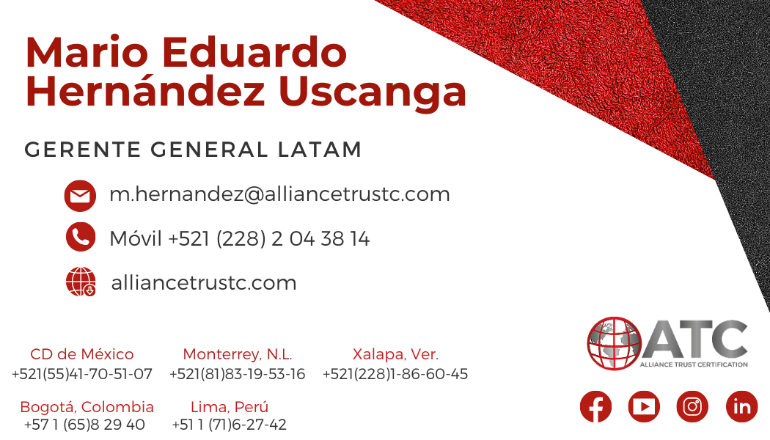 Mario Eduardo
Hernández Uscanga
GERENTE GENERAL LATAM
m.hernandez@alliancetrustc.com
Móvil +521 (228) 2 04 38 14
alliancetrustc.com
CD de México
+521(55)41-70-51-07
Monterrey, N.L.
+521(81)83-19-53-16
Xalapa, Ver.
+521(228)1-86-60-45
Bogotá, Colombia
+57 1 (65)8 29 40
Lima, Perú
+51 1 (71)6-27-42
ATC
ALLIANCE TRUST CERTIFICATION